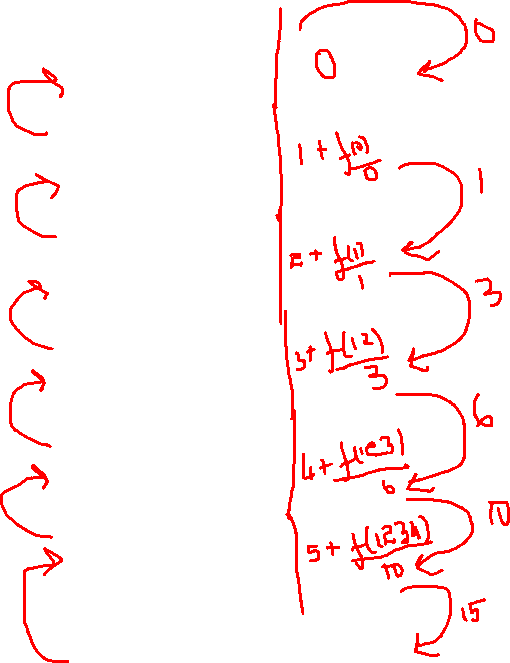 0
0
1 + f(0)/0
1
2 + f(1)/1
3
3+ f(12)/3
6
4+ f(123)/6
10
5 + f(1234)/10
15